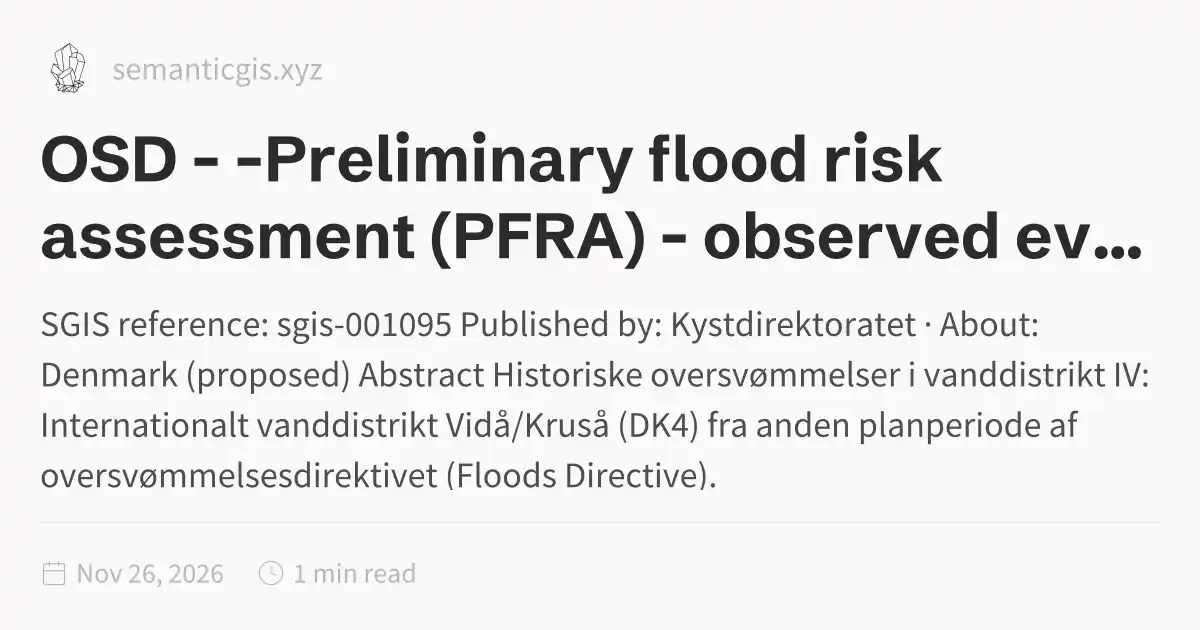 semanticgis.xyz
OSD - -Preliminary flood risk
assessment (PFRA) - observed ev...
SGIS reference: sgis-001095 Published by: Kystdirektoratet · About:
Denmark (proposed) Abstract Historiske oversvømmelser i vanddistrikt IV:
Internationalt vanddistrikt Vidå/Kruså (DK4) fra anden planperiode af
oversvømmelsesdirektivet (Floods Directive).
Nov 26, 2026 1 min read